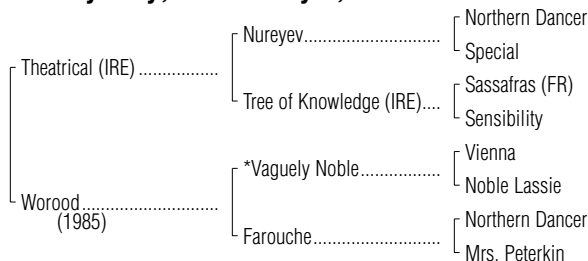 Northern Dancer
Nureyev
Special
Theatrical (IRE)
Sassafras (FR)
Tree of Knowledge (IRE)
Sensibility
Vienna
*Vaguely Noble
Noble Lassie
Worood
(1985)
Northern Dancer
Farouche
Mrs. Peterkin